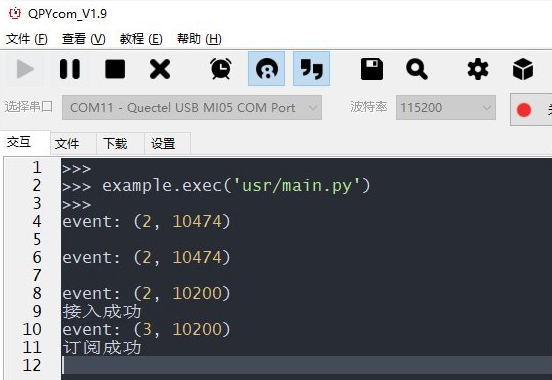 QPYcom_V1.9
文件 (F) 查看 (V) 教程 (E) 帮助 (H)
选择串口 COM11 - Quectel USB MI05 COM Port 波特率 115200
交互 文件 下载 设置
1 >>>
2 >>> example.exec('usr/main.py')
3 >>>
4 event: (2, 10474)
5
6 event: (2, 10474)
7
8 event: (2, 10200)
9 接入成功
10 event: (3, 10200)
11 订阅成功
12